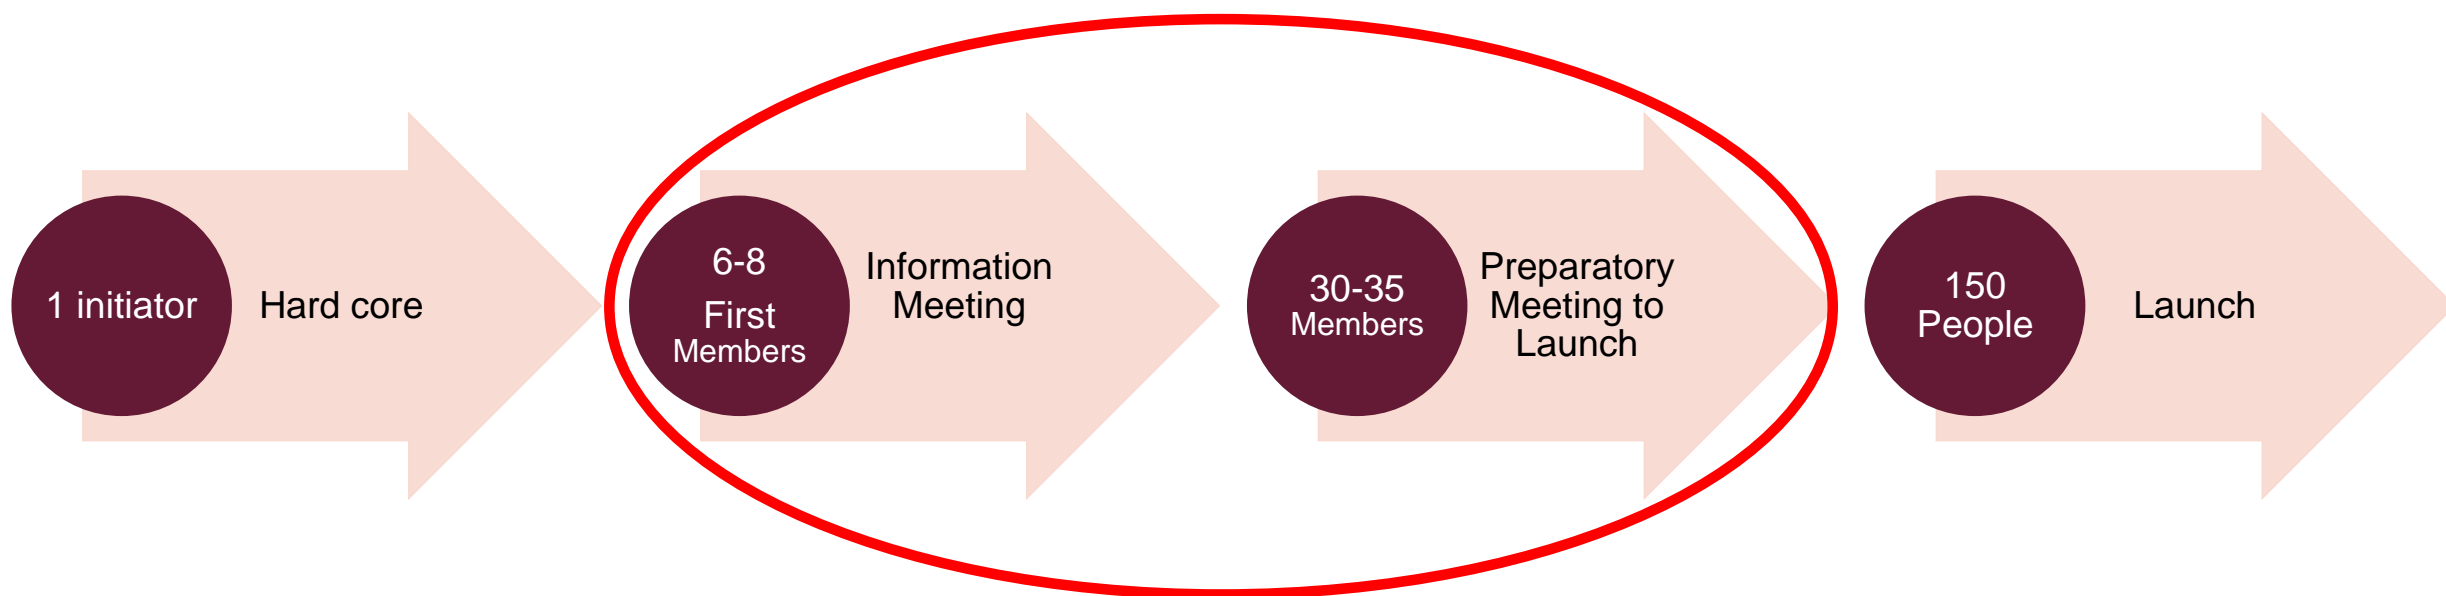 1 initiator
Hard core
6-8
First
Members
Information
Meeting
30-35
Members
Preparatory
Meeting to
Launch
150
People
Launch